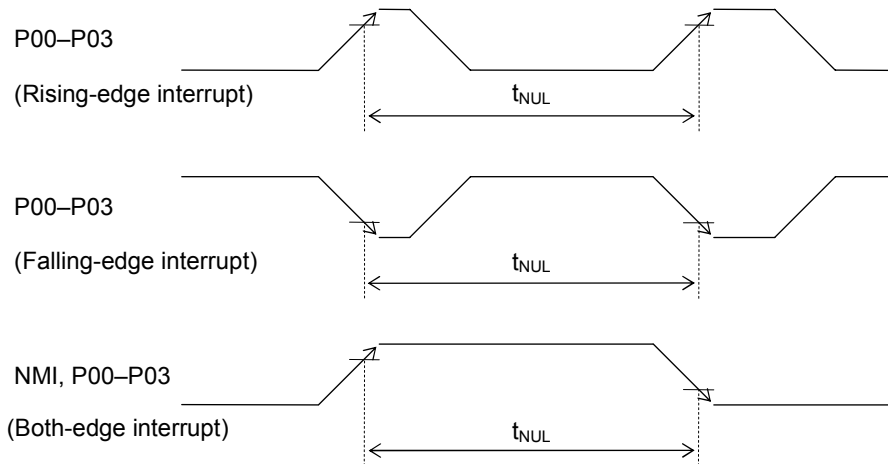 P00–P03
(Rising-edge interrupt)
tNUL
P00–P03
(Falling-edge interrupt)
tNUL
NMI, P00–P03
(Both-edge interrupt)
tNUL